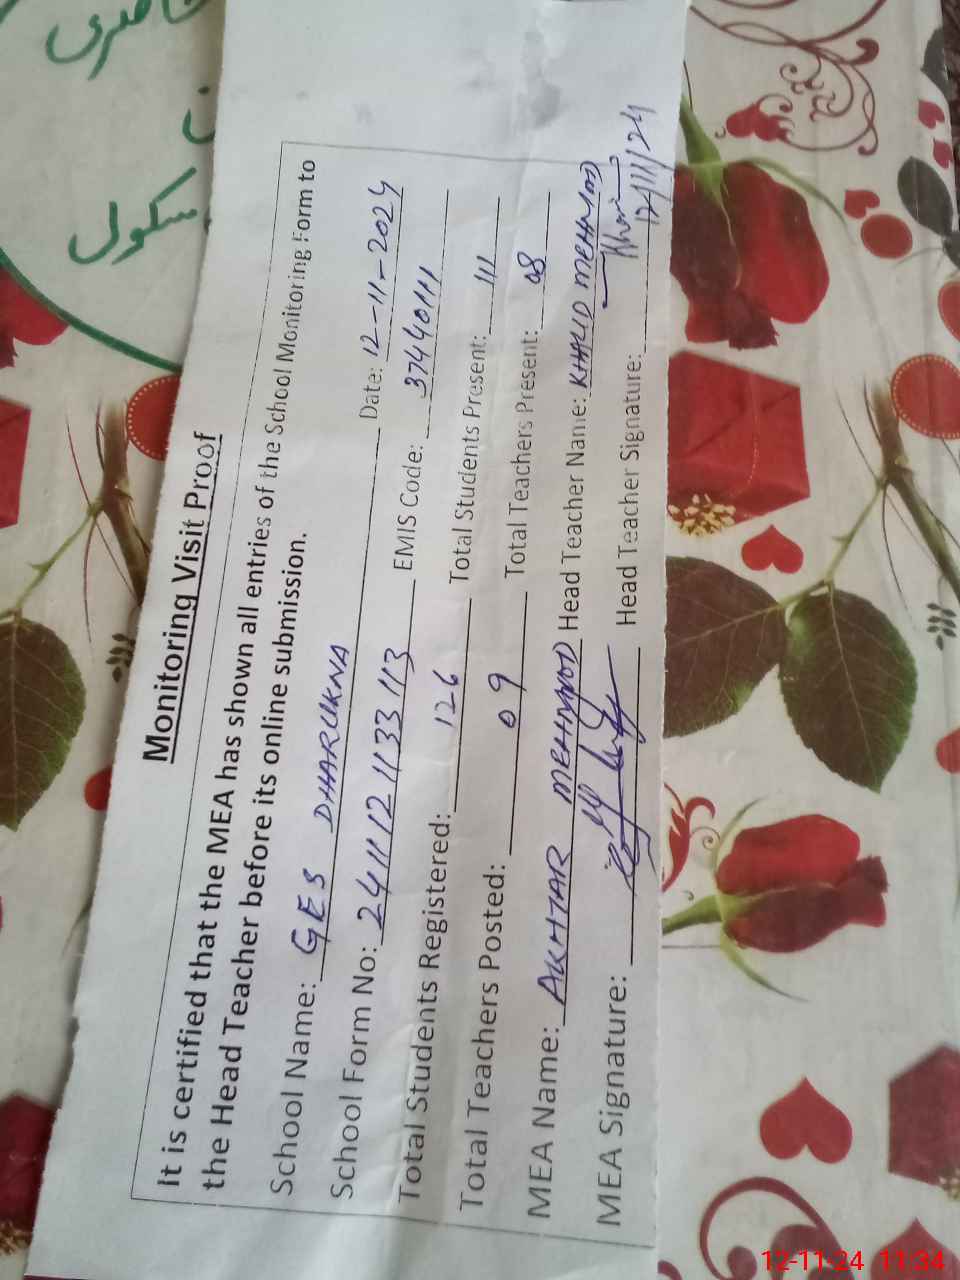 Monitoring Visit Proof
It is certified that the MEA has shown all entries of the School Monitoring Form to
the Head Teacher before its online submission.
School Name: GES DHARUKNA Date: 12-11-2024
School Form No: 241112 1133 113 EMIS Code: 37440111
Total Students Registered: 126 Total Students Present: 111
Total Teachers Posted: 09 Total Teachers Present: 08
MEA Name: AKHTAR MEHMOOD Head Teacher Name: KHALID MEHMOOD
MEA Signature: Head Teacher Signature:
12/11/24
سکول
12-11-24 11:34